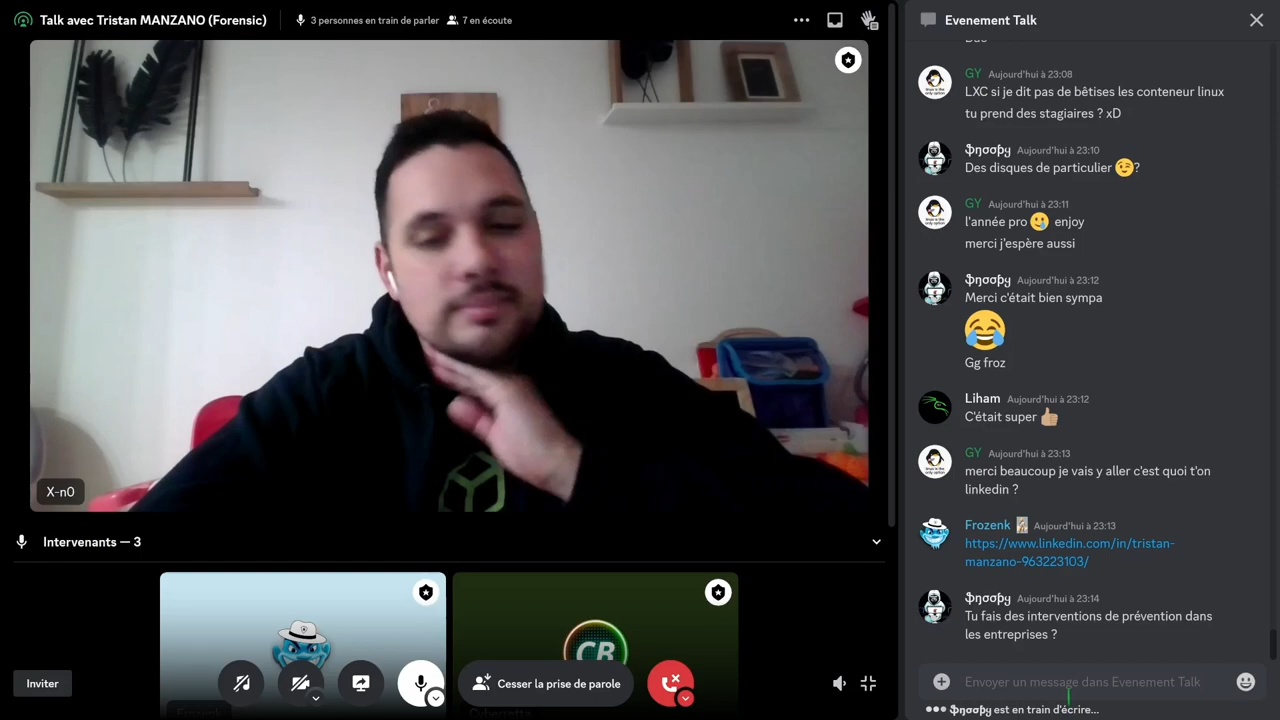 Talk avec Tristan MANZANO (Forensic)
3 personnes en train de parler
7 en écoute
X-n0
Intervenants — 3
CB
Inviter
Cesser la prise de parole
Evenement Talk
GY Aujourd'hui à 23:08
LXC si je dit pas de bêtises les conteneur linux
tu prend des stagiaires ? xD
Aujourd'hui à 23:10
Des disques de particulier 😉?
GY Aujourd'hui à 23:11
l'année pro 🥲 enjoy
merci j'espère aussi
Aujourd'hui à 23:12
Merci c'était bien sympa
😂
Gg froz
Liham Aujourd'hui à 23:12
C'était super 👍🏼
GY Aujourd'hui à 23:13
merci beaucoup je vais y aller c'est quoi t'on
linkedin ?
Frozenk Aujourd'hui à 23:13
https://www.linkedin.com/in/tristan-
manzano-963223103/
Aujourd'hui à 23:14
Tu fais des interventions de prévention dans
les entreprises ?
Envoyer un message dans Evenement Talk
est en train d'écrire...